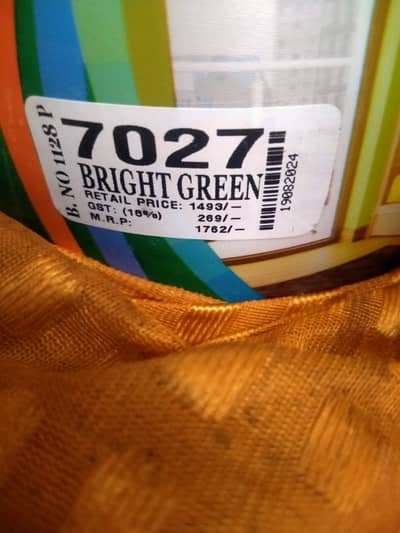 B. NO 1128 P
7027
BRIGHT GREEN
RETAIL PRICE: 1493/-
GST: (18%) 269/-
M.R.P: 1762/-
19082024